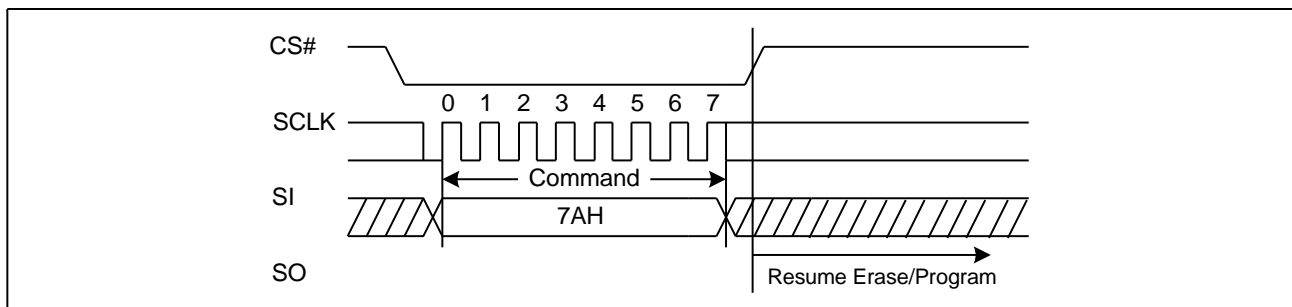 CS#
0 1 2 3 4 5 6 7
SCLK
Command
SI
7AH
SO
Resume Erase/Program